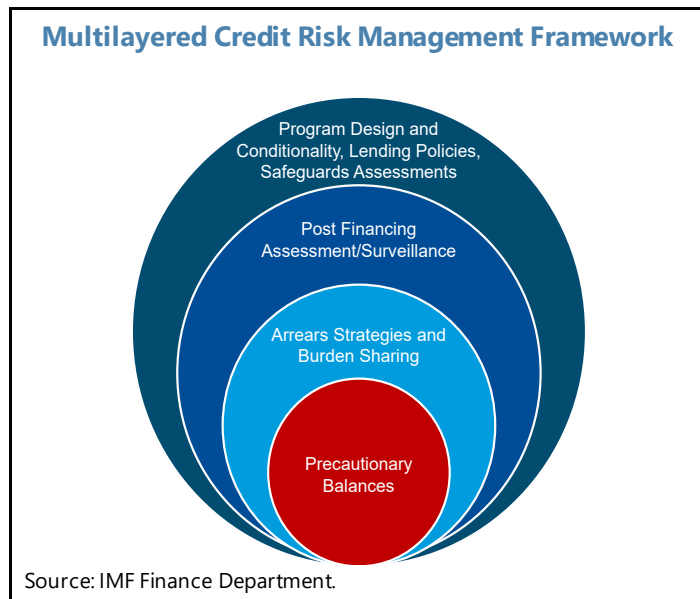 Multilayered Credit Risk Management Framework
Program Design and
Conditionality, Lending Policies,
Safeguards Assessments
Post Financing
Assessment/Surveillance
Arrears Strategies and
Burden Sharing
Precautionary
Balances
Source: IMF Finance Department.